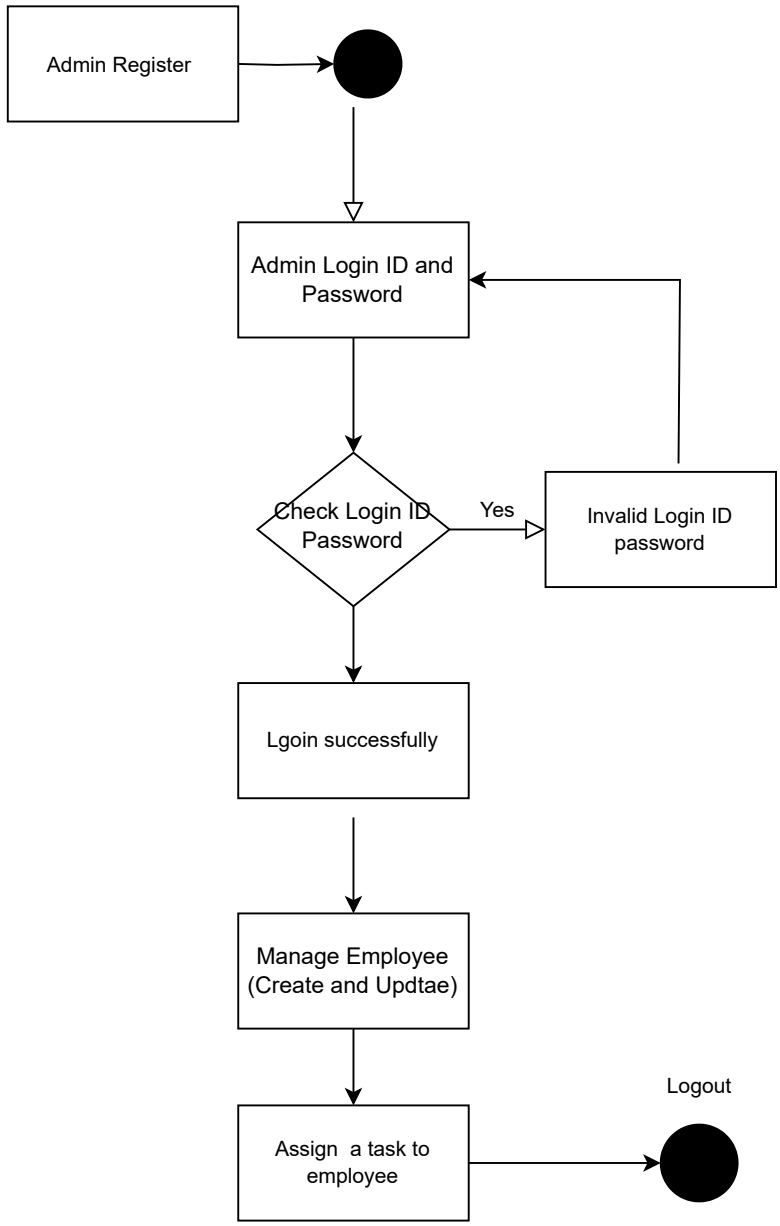 Admin Register
Admin Login ID and
Password
Check Login ID
Password
Yes
Invalid Login ID
password
Lgoin successfully
Manage Employee
(Create and Updtae)
Logout
Assign a task to
employee